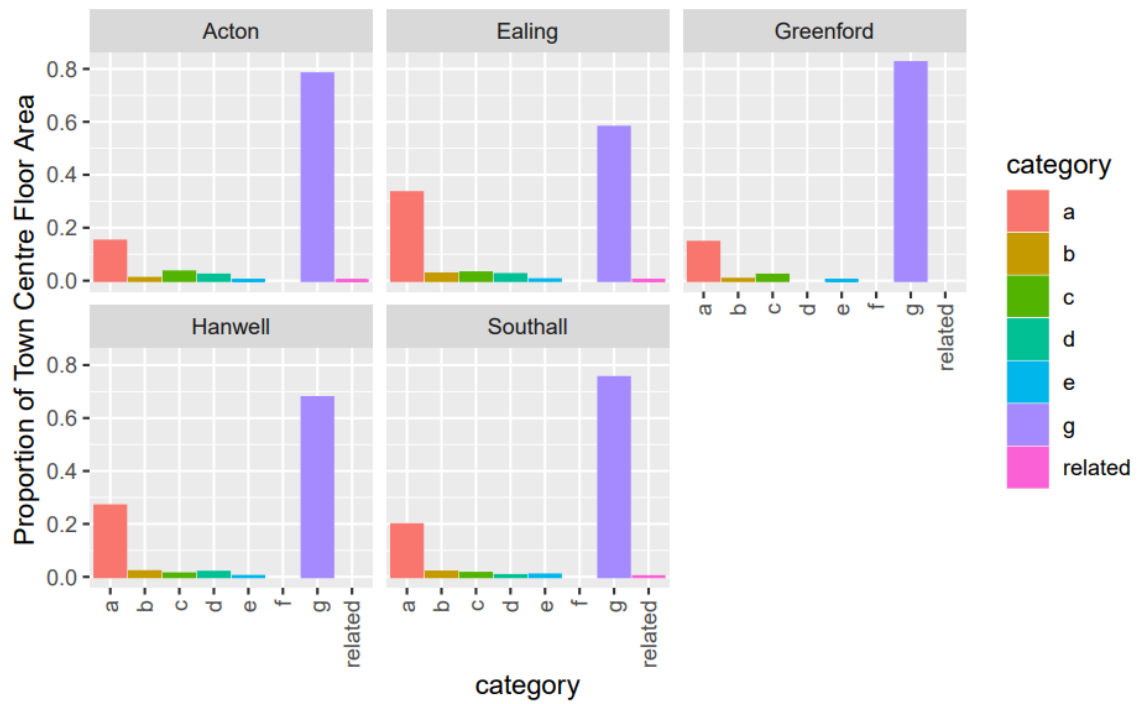 Acton
Ealing
Greenford
0.8
0.6
0.4
0.2
0.0
a
b
c
d
e
f
g
related
Hanwell
Southall
0.8
0.6
0.4
0.2
0.0
a
b
c
d
e
f
g
related
a
b
c
d
e
f
g
related
category
Proportion of Town Centre Floor Area
category
a
b
c
d
e
g
related